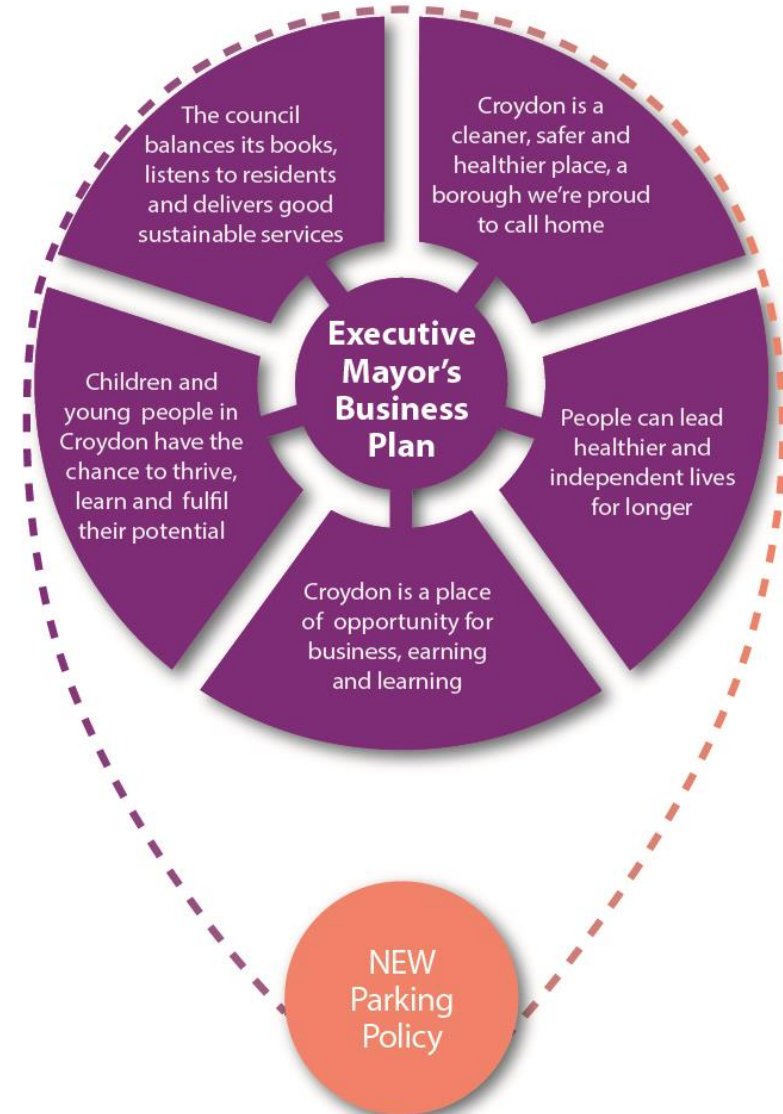 The council
balances its books,
listens to residents
and delivers good
sustainable services
Croydon is a
cleaner, safer and
healthier place, a
borough we're proud
to call home
Executive
Mayor's
Business
Plan
Children and
young people in
Croydon have the
chance to thrive,
learn and fulfil
their potential
People can lead
healthier and
independent lives
for longer
Croydon is a place
of opportunity for
business, earning
and learning
NEW
Parking
Policy